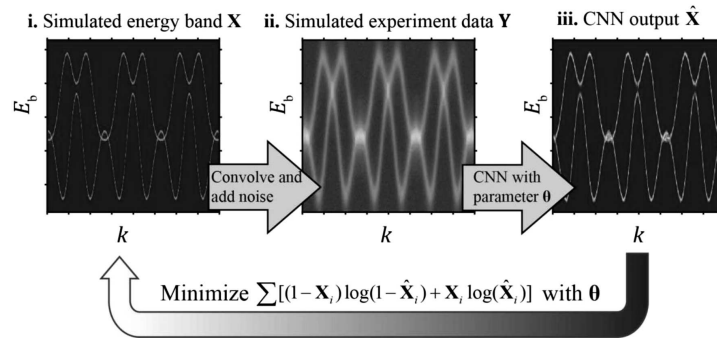 i. Simulated energy band X
ii. Simulated experiment data Y
iii. CNN output X̂
E_b
E_b
E_b
Convolve and
add noise
CNN with
parameter θ
k
k
k
Minimize ∑[(1−X_i)log(1−X̂_i)+X_i log(X̂_i)] with θ